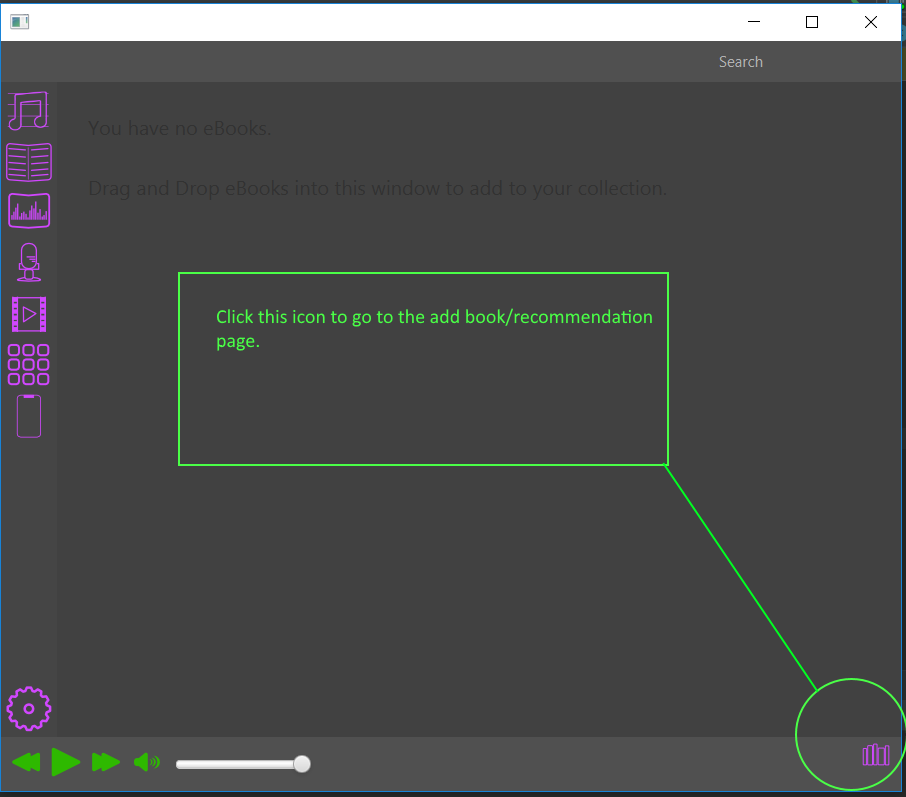 Search
You have no eBooks.
Drag and Drop eBooks into this window to add to your collection.
Click this icon to go to the add book/recommendation
page.